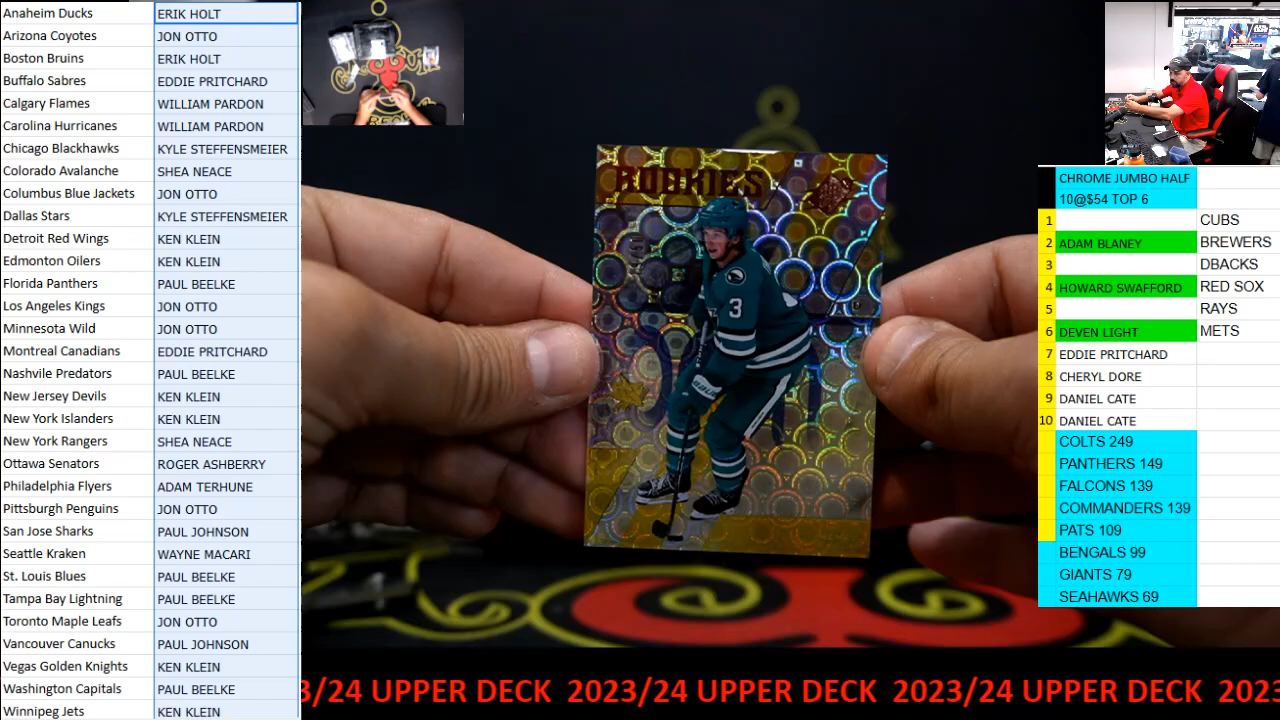 Anaheim Ducks ERIK HOLT
Arizona Coyotes JON OTTO
Boston Bruins ERIK HOLT
Buffalo Sabres EDDIE PRITCHARD
Calgary Flames WILLIAM PARDON
Carolina Hurricanes WILLIAM PARDON
Chicago Blackhawks KYLE STEFFENSMEIER
Colorado Avalanche SHEA NEACE
Columbus Blue Jackets JON OTTO
Dallas Stars KYLE STEFFENSMEIER
Detroit Red Wings KEN KLEIN
Edmonton Oilers KEN KLEIN
Florida Panthers PAUL BEELKE
Los Angeles Kings JON OTTO
Minnesota Wild JON OTTO
Montreal Canadians EDDIE PRITCHARD
Nashvile Predators PAUL BEELKE
New Jersey Devils KEN KLEIN
New York Islanders KEN KLEIN
New York Rangers SHEA NEACE
Ottawa Senators ROGER ASHBERRY
Philadelphia Flyers ADAM TERHUNE
Pittsburgh Penguins JON OTTO
San Jose Sharks PAUL JOHNSON
Seattle Kraken WAYNE MACARI
St. Louis Blues PAUL BEELKE
Tampa Bay Lightning PAUL BEELKE
Toronto Maple Leafs JON OTTO
Vancouver Canucks PAUL JOHNSON
Vegas Golden Knights KEN KLEIN
Washington Capitals PAUL BEELKE
Winnipeg Jets KEN KLEIN
ROOKIES
3
CHROME JUMBO HALF
10@$54 TOP 6
1 CUBS
2 ADAM BLANEY BREWERS
3 DBACKS
4 HOWARD SWAFFORD RED SOX
5 RAYS
6 DEVEN LIGHT METS
7 EDDIE PRITCHARD
8 CHERYL DORE
9 DANIEL CATE
10 DANIEL CATE
COLTS 249
PANTHERS 149
FALCONS 139
COMMANDERS 139
PATS 109
BENGALS 99
GIANTS 79
SEAHAWKS 69
3/24 UPPER DECK 2023/24 UPPER DECK 2023/24 UPPER DECK 202